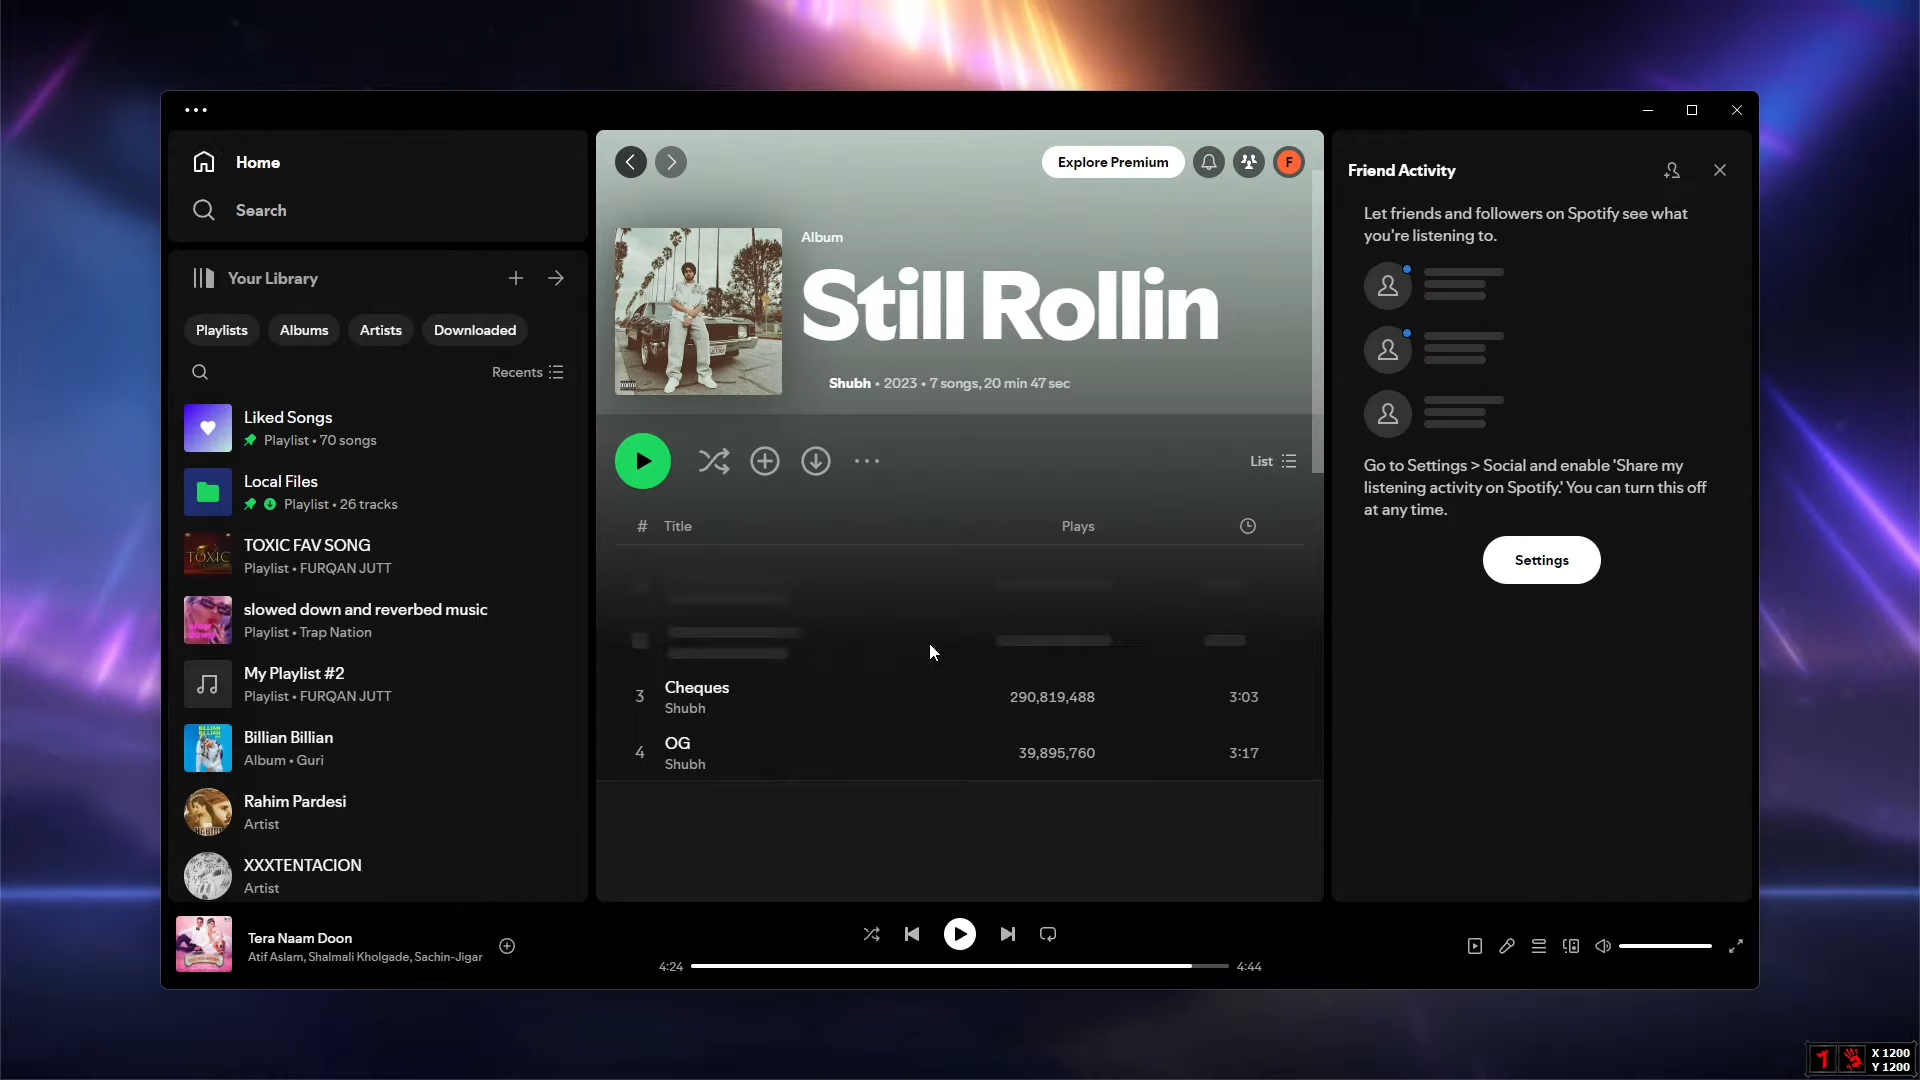 Home
Search
Your Library
Playlists
Albums
Artists
Downloaded
Recents
Liked Songs
Playlist • 70 songs
Local Files
Playlist • 26 tracks
TOXIC
TOXIC FAV SONG
Playlist • FURQAN JUTT
slowed down and reverbed music
Playlist • Trap Nation
My Playlist #2
Playlist • FURQAN JUTT
BILLIAN
BILLIAN
Billian Billian
Album • Guri
Rahim Pardesi
Artist
XXXTENTACION
Artist
Explore Premium
F
Album
Still Rollin
Shubh • 2023 • 7 songs, 20 min 47 sec
List
# Title Plays
3 Cheques 290,819,488 3:03
Shubh
4 OG 39,895,760 3:17
Shubh
Friend Activity
Let friends and followers on Spotify see what
you're listening to.
Go to Settings > Social and enable 'Share my
listening activity on Spotify.' You can turn this off
at any time.
Settings
Tera Naam Doon
Atif Aslam, Shalmali Kholgade, Sachin-Jigar
4:24
4:44
X 1200
Y 1200